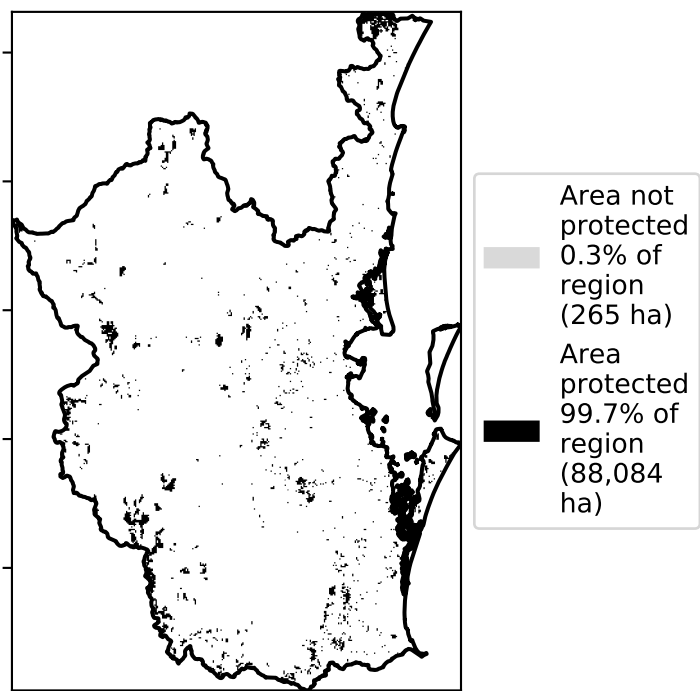 Area not
protected
0.3% of
region
(265 ha)
Area
protected
99.7% of
region
(88,084
ha)